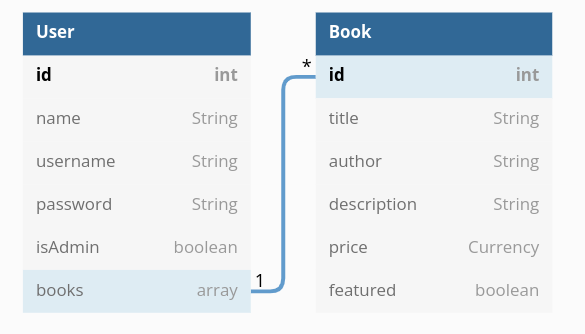 User
id int
name String
username String
password String
isAdmin boolean
books array
1
*
Book
id int
title String
author String
description String
price Currency
featured boolean